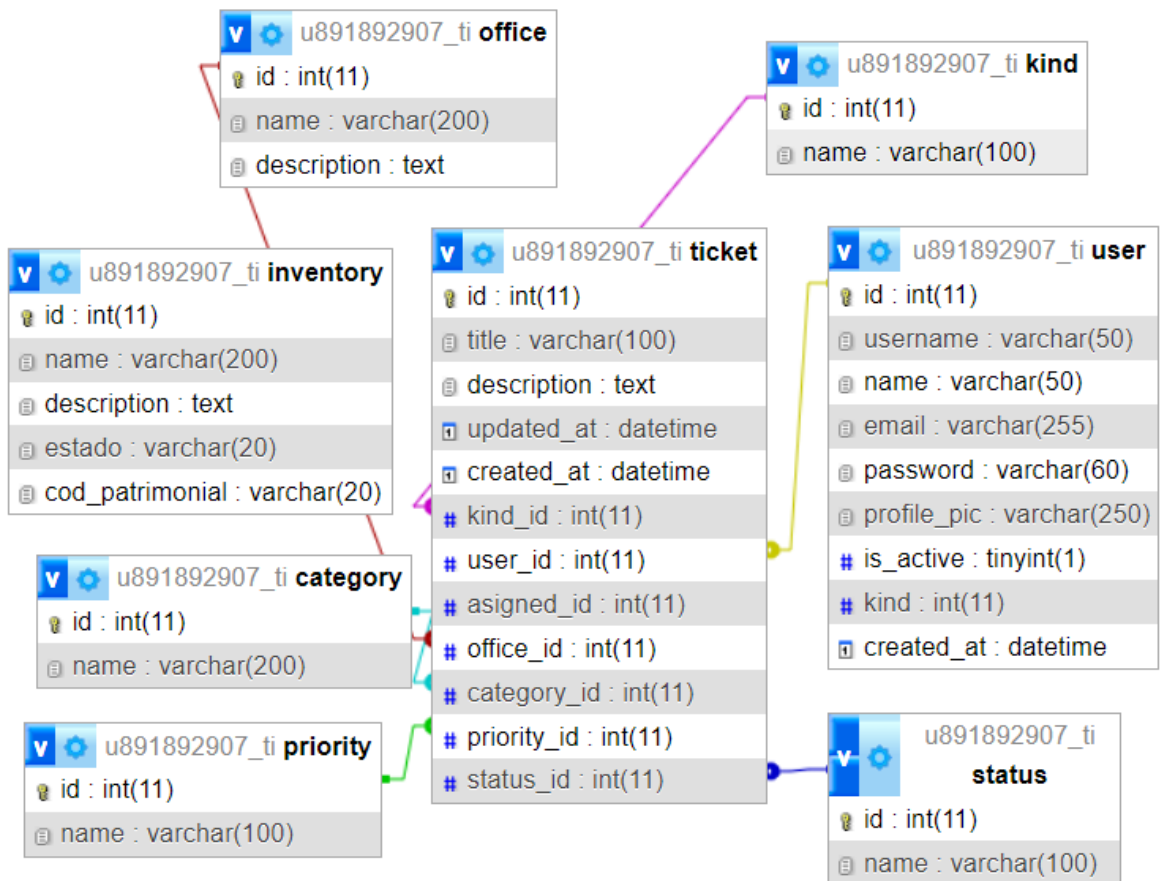 u891892907_ti office
id : int(11)
name : varchar(200)
description : text
u891892907_ti kind
id : int(11)
name : varchar(100)
u891892907_ti inventory
id : int(11)
name : varchar(200)
description : text
estado : varchar(20)
cod_patrimonial : varchar(20)
u891892907_ti ticket
id : int(11)
title : varchar(100)
description : text
updated_at : datetime
created_at : datetime
kind_id : int(11)
user_id : int(11)
asigned_id : int(11)
office_id : int(11)
category_id : int(11)
priority_id : int(11)
status_id : int(11)
u891892907_ti user
id : int(11)
username : varchar(50)
name : varchar(50)
email : varchar(255)
password : varchar(60)
profile_pic : varchar(250)
is_active : tinyint(1)
kind : int(11)
created_at : datetime
u891892907_ti category
id : int(11)
name : varchar(200)
u891892907_ti priority
id : int(11)
name : varchar(100)
u891892907_ti
status
id : int(11)
name : varchar(100)